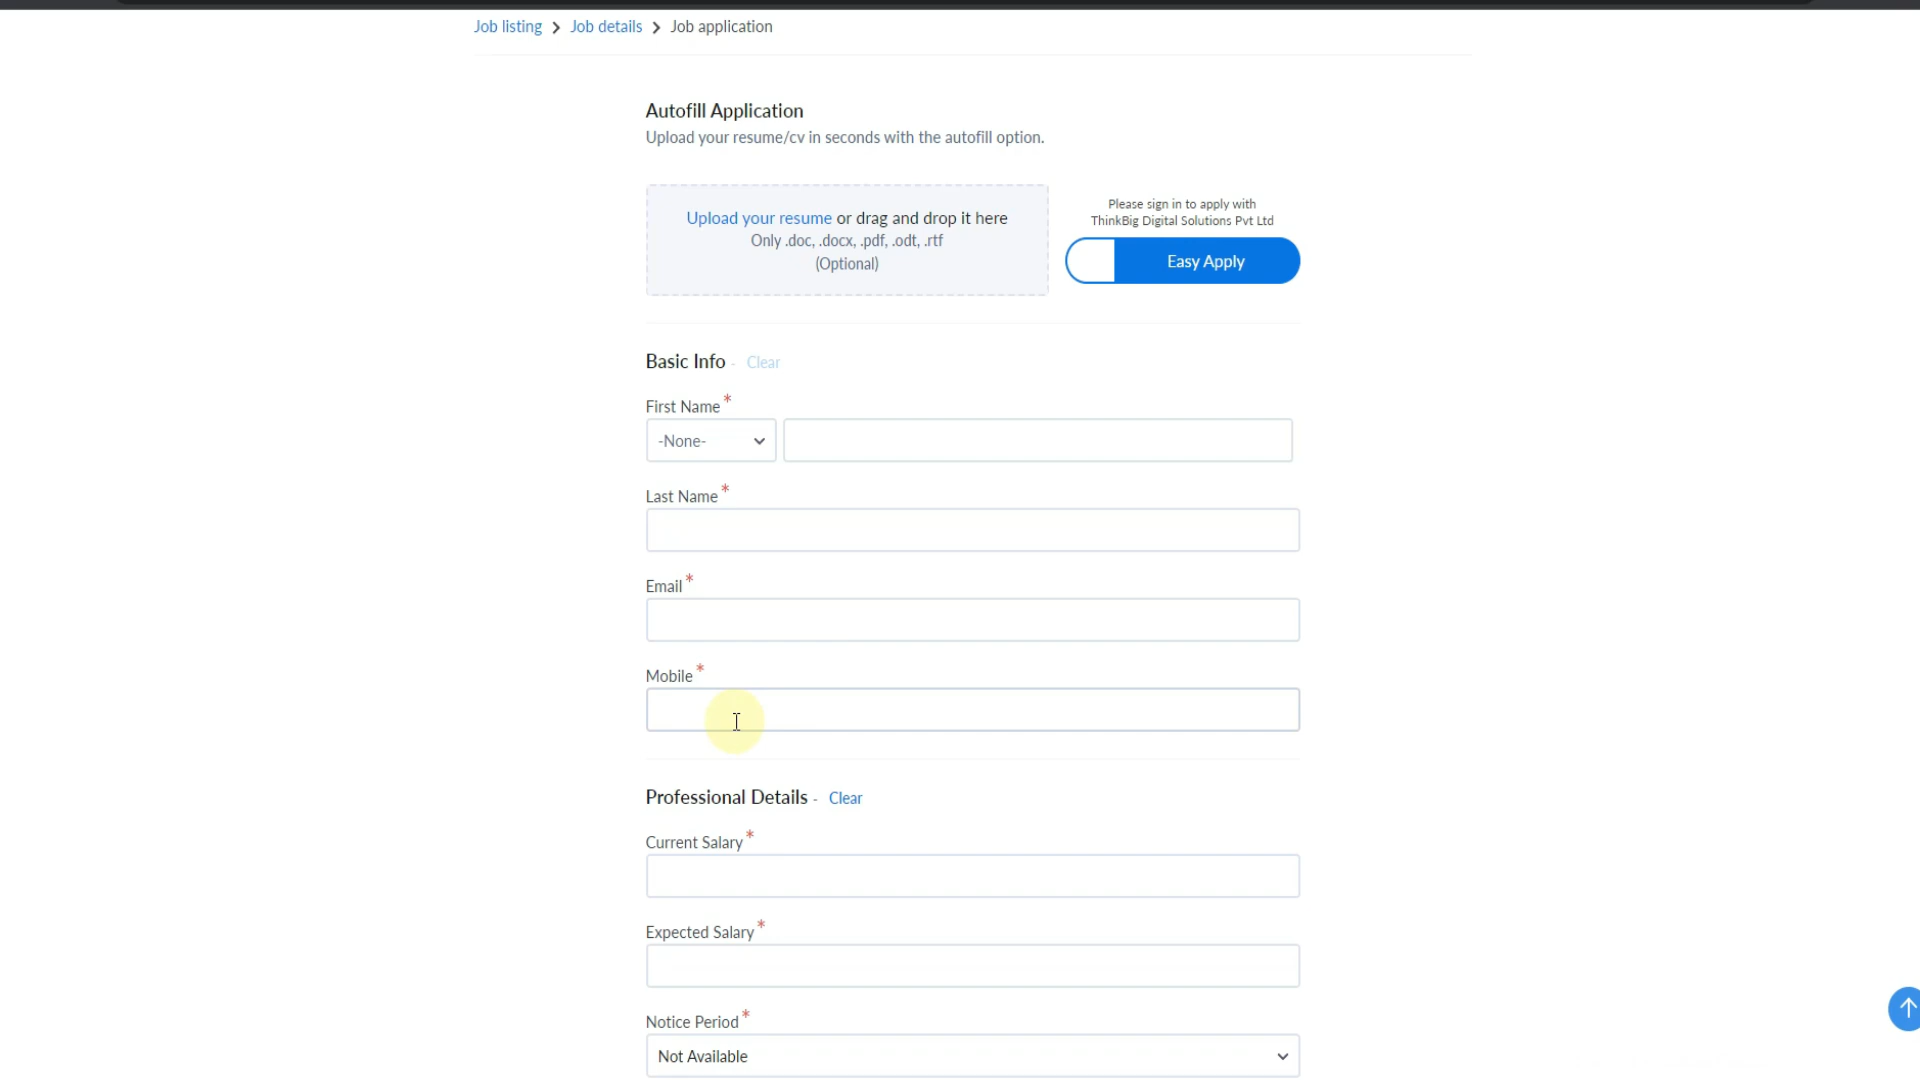 Job listing > Job details > Job application
Autofill Application
Upload your resume/cv in seconds with the autofill option.
Upload your resume or drag and drop it here
Only .doc, .docx, .pdf, .odt, .rtf
(Optional)
Please sign in to apply with
ThinkBig Digital Solutions Pvt Ltd
Easy Apply
Basic Info - Clear
First Name *
-None-
Last Name *
Email *
Mobile *
Professional Details - Clear
Current Salary *
Expected Salary *
Notice Period *
Not Available